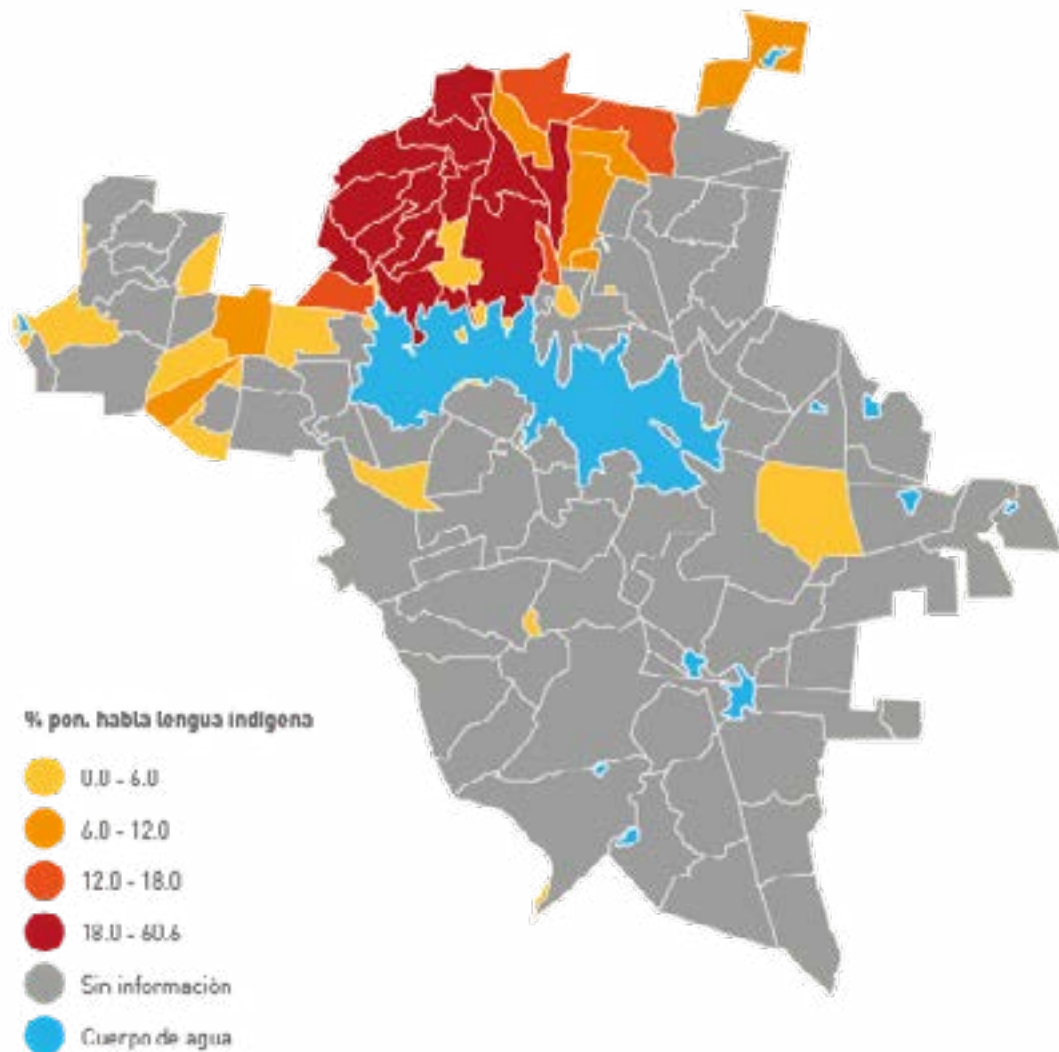 % pon. habla lengua indígena
0.0 - 6.0
6.0 - 12.0
12.0 - 18.0
18.0 - 60.6
Sin información
Cuerpo de agua